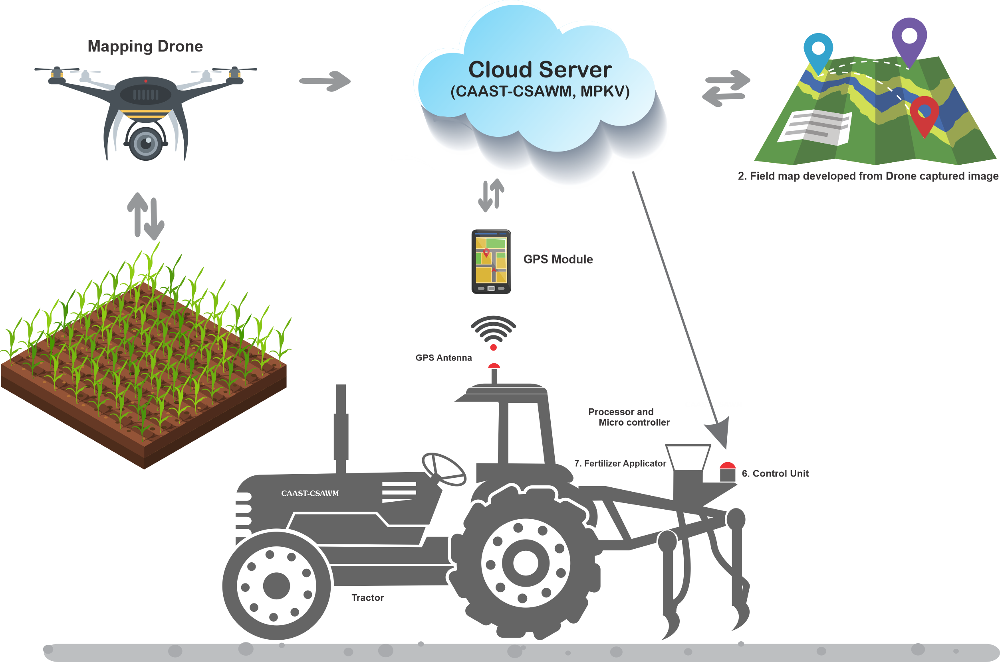 Mapping Drone
Cloud Server
(CAAST-CSAWM, MPKV)
2. Field map developed from Drone captured image
GPS Module
GPS Antenna
Processor and
Micro controller
7. Fertilizer Applicator
6. Control Unit
CAAST-CSAWM
Tractor